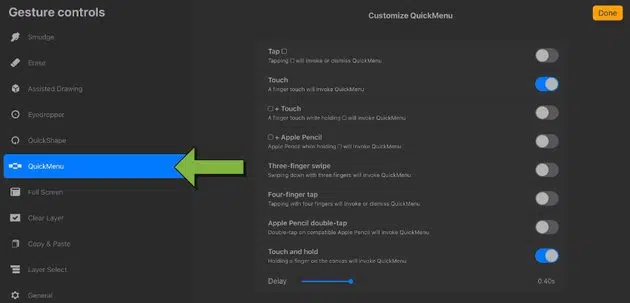 Gesture controls
Customize QuickMenu
Done
Smudge
Erase
Assisted Drawing
Eyedropper
QuickShape
QuickMenu
Full Screen
Clear Layer
Copy & Paste
Layer Select
General
Tap ▢
Tapping ▢ will invoke or dismiss QuickMenu
Touch
A finger touch will invoke QuickMenu
▢ + Touch
A finger touch while holding ▢ will invoke QuickMenu
▢ + Apple Pencil
Apple Pencil while holding ▢ will invoke QuickMenu
Three-finger swipe
Swiping down with three fingers will invoke QuickMenu
Four-finger tap
Tapping with four fingers will invoke or dismiss QuickMenu
Apple Pencil double-tap
Double-tap on compatible Apple Pencil will invoke QuickMenu
Touch and hold
Holding a finger on the canvas will invoke QuickMenu
Delay 0.40s